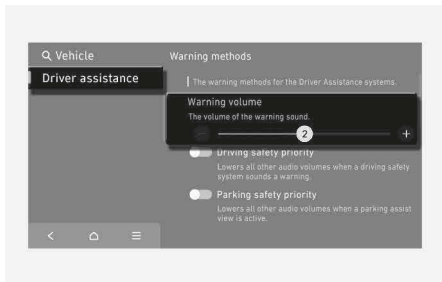 Vehicle
Driver assistance
Warning methods
The warning methods for the Driver Assistance systems.
Warning volume
The volume of the warning sound.
2
Driving safety priority
Lowers all other audio volumes when a driving safety
system sounds a warning.
Parking safety priority
Lowers all other audio volumes when a parking assist
view is active.